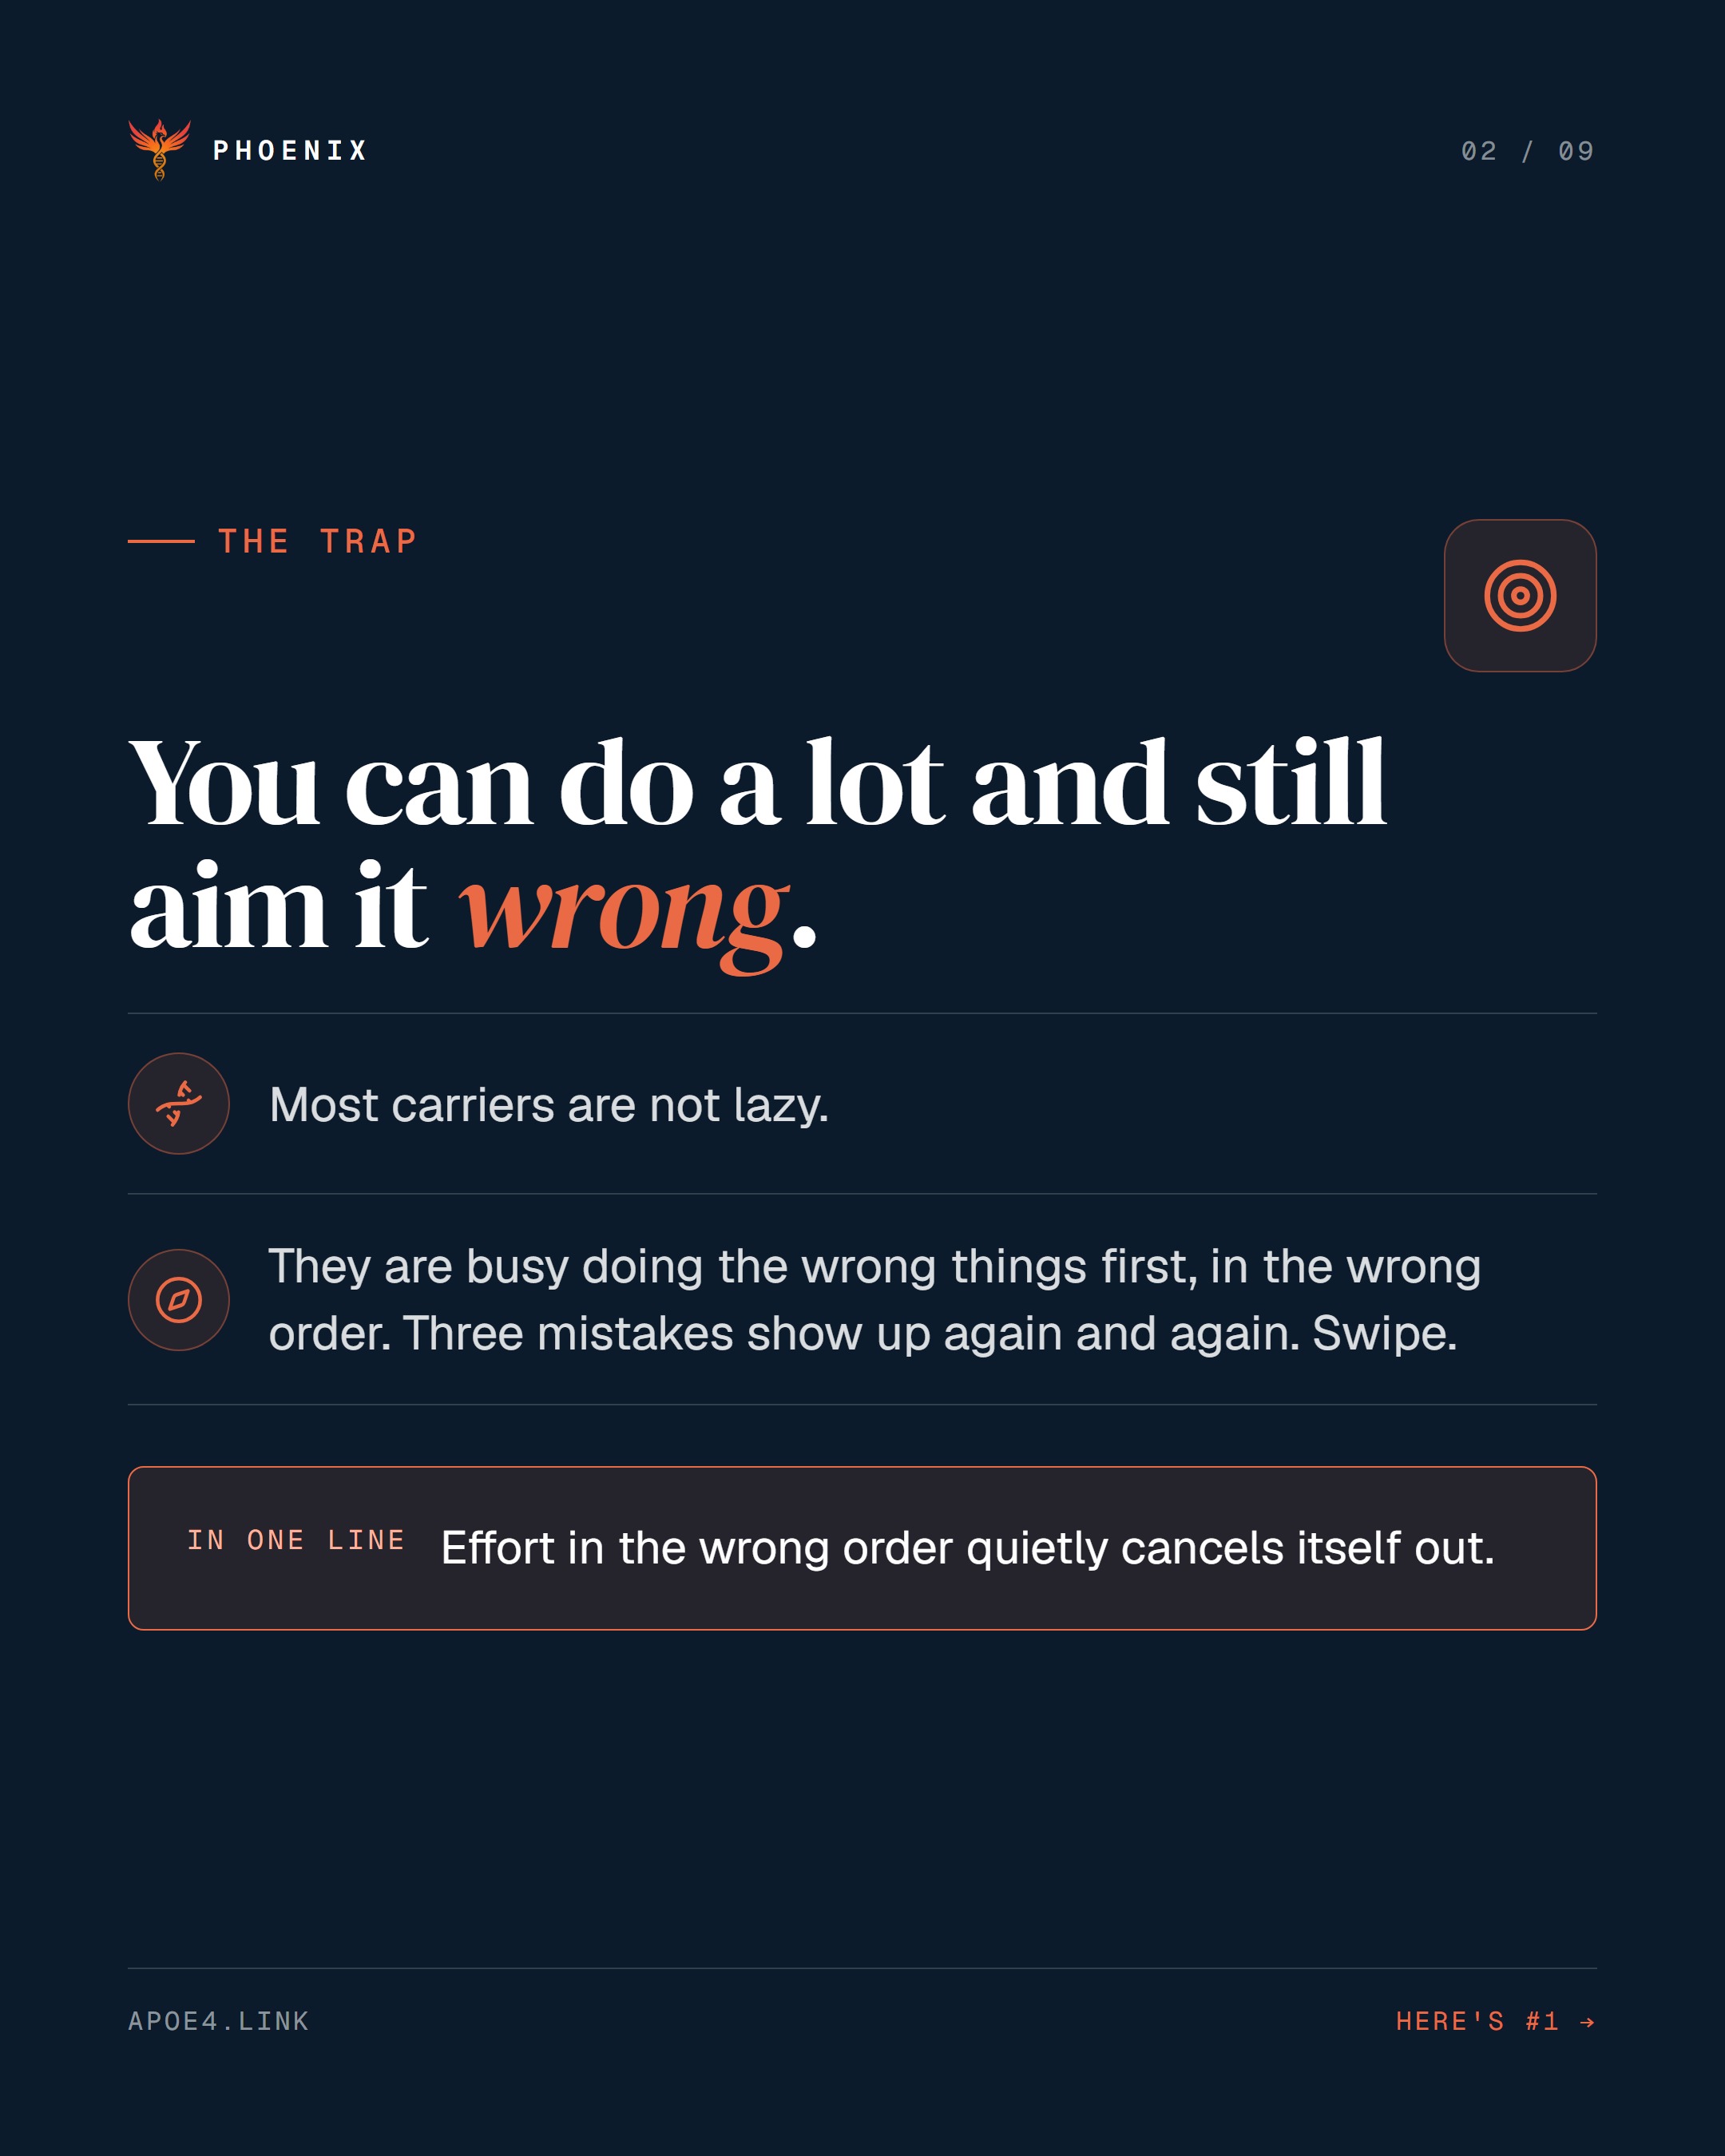 PHOENIX
02 / 09
THE TRAP
You can do a lot and still
aim it wrong.
Most carriers are not lazy.
They are busy doing the wrong things first, in the wrong
order. Three mistakes show up again and again. Swipe.
IN ONE LINE Effort in the wrong order quietly cancels itself out.
APOE4.LINK
HERE'S #1 →